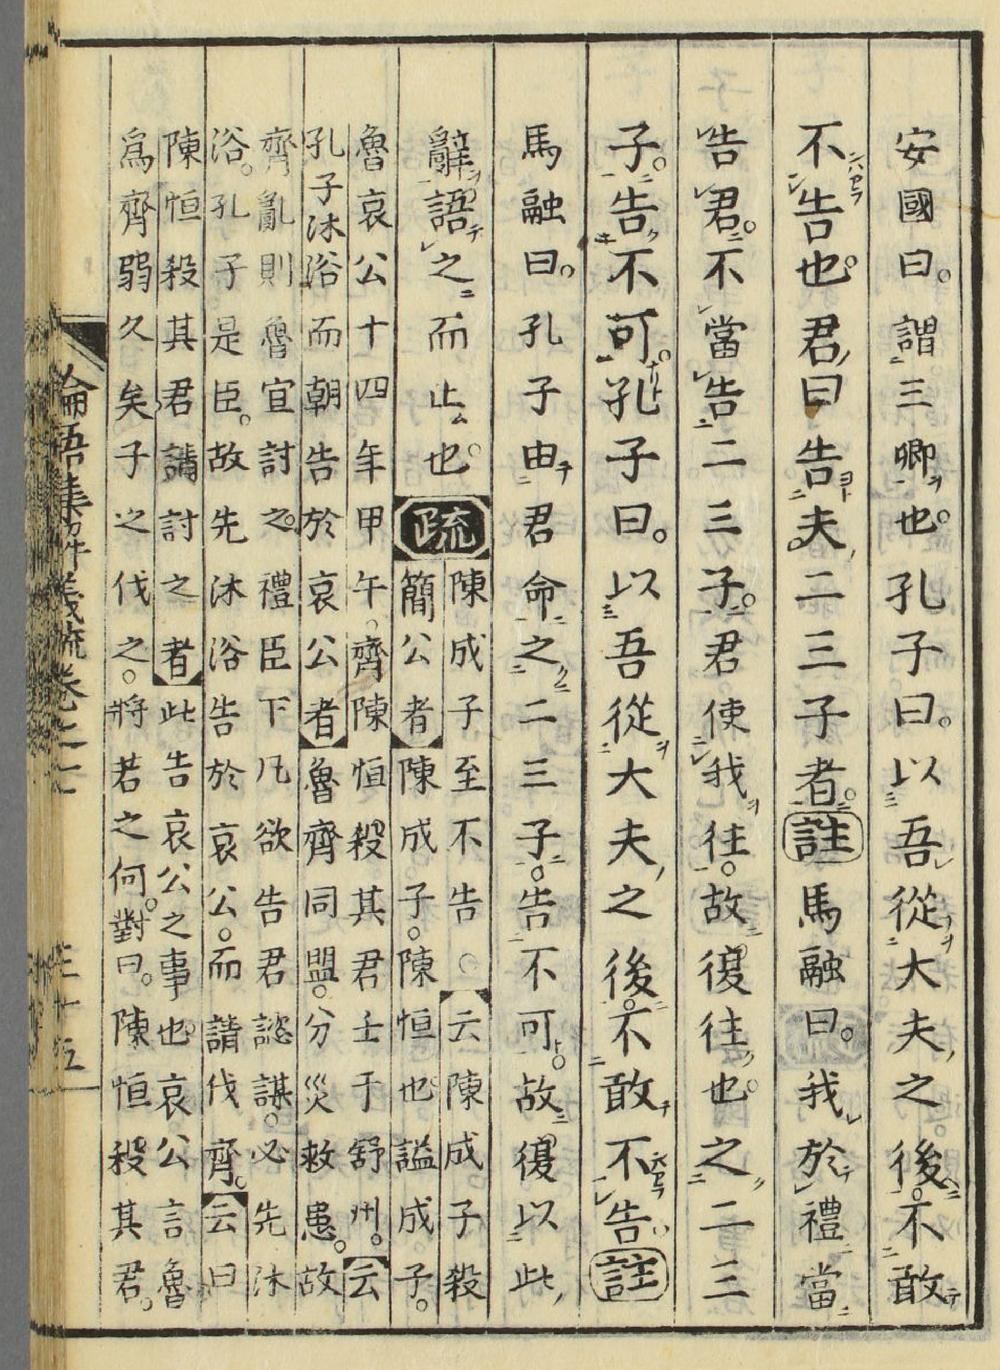 安國曰。謂三卿也。孔子曰。以吾從大夫之後。不敢
不告也。君曰。告夫二三子者。註馬融曰。我於禮當
告君。不當告二三子。君使我往。故復往也。之二三
子。告不可。孔子曰。以吾從大夫之後。不敢不告。註
馬融曰。孔子由君命之二三子。告不可。故復以此
辭語之而止也。疏
陳成子至不告○云陳成子殺
簡公者陳成子。陳恒也謚成子。
魯哀公十四年甲午。齊陳恒殺其君壬于舒州。云
孔子沐浴而朝告於哀公者魯齊同盟。分災救患。故
齊亂則魯宜討之。禮臣下凡欲告君諮謀。必先沐
浴。孔子是臣。故先沐浴告於哀公。而請伐齊。云曰
陳恒殺其君請討之者此告哀公之事也哀公言魯
爲齊弱久矣子之伐之。將若之何。對曰。陳恒殺其君。
論語集解義疏卷之七
三十五